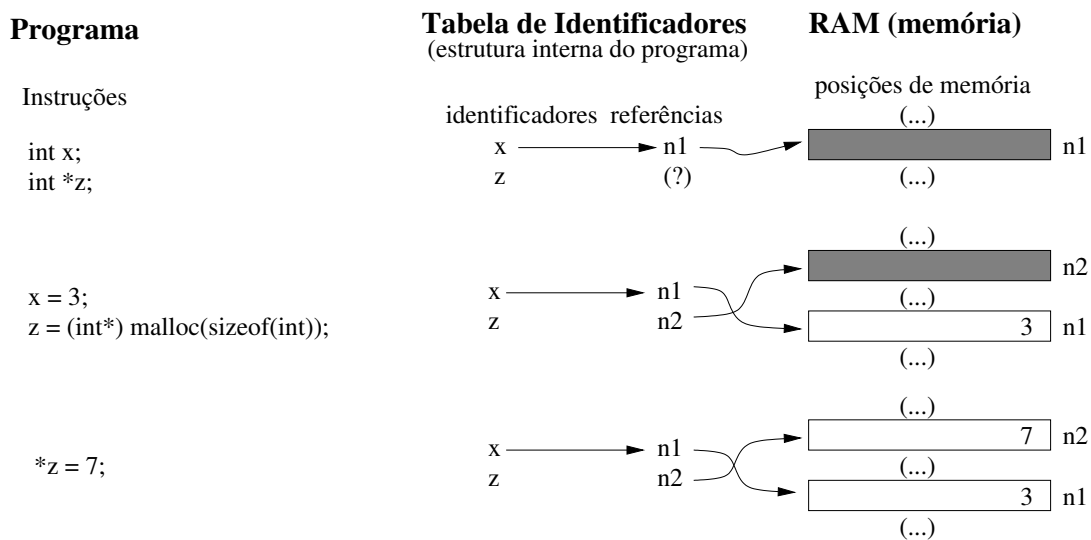 Programa
Tabela de Identificadores
(estrutura interna do programa)
RAM (memória)
Instruções
identificadores referências
posições de memória
(...)
int x;
x n1
n1
int *z;
z (?)
(...)
(...)
n2
x = 3;
x n1
(...)
z = (int*) malloc(sizeof(int));
z n2
3 n1
(...)
(...)
7 n2
*z = 7;
x n1
(...)
z n2
3 n1
(...)